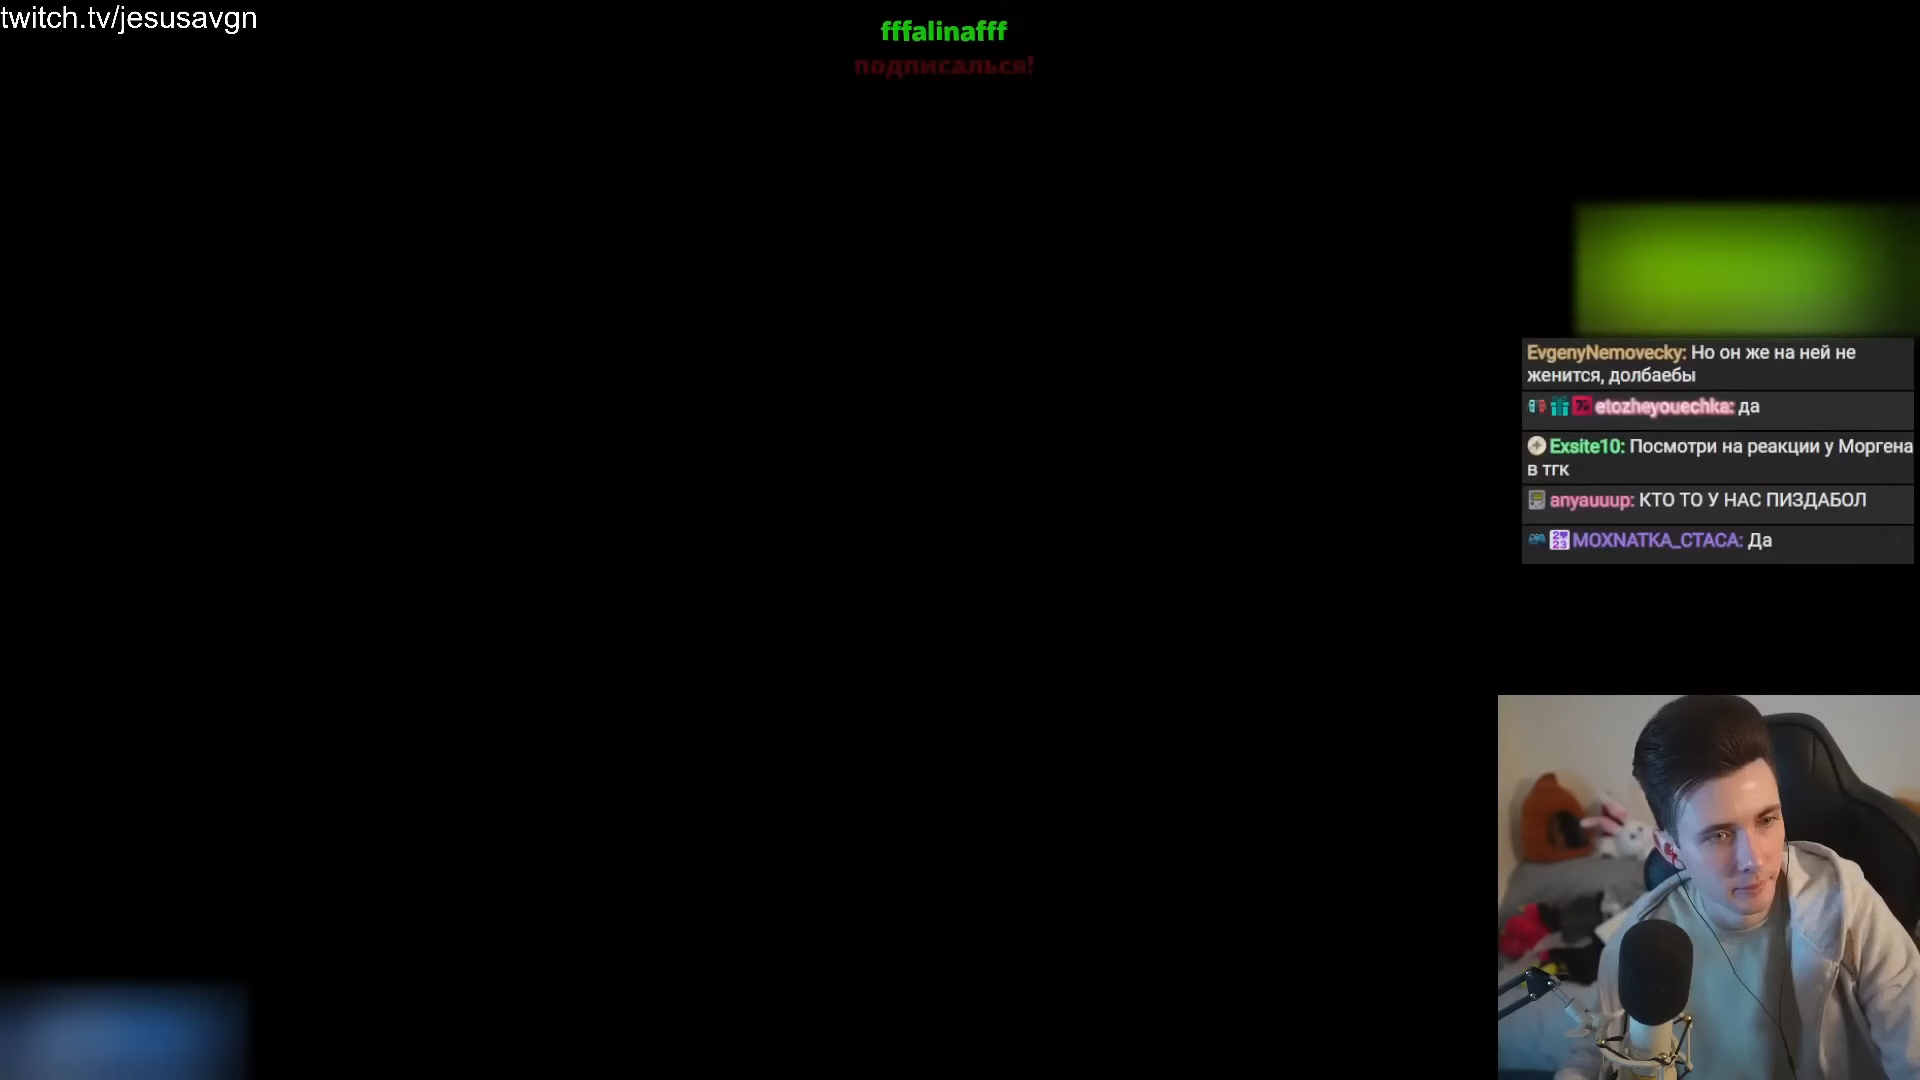 twitch.tv/jesusavgn
fffalinafff
подписалься!
EvgenyNemovecky: Но он же на ней не
женится, долбаебы
etozheyouechka: да
Exsite10: Посмотри на реакции у Моргена
в тгк
anyauuup: КТО ТО У НАС ПИЗДАБОЛ
MOXNATKA_CTACA: Да